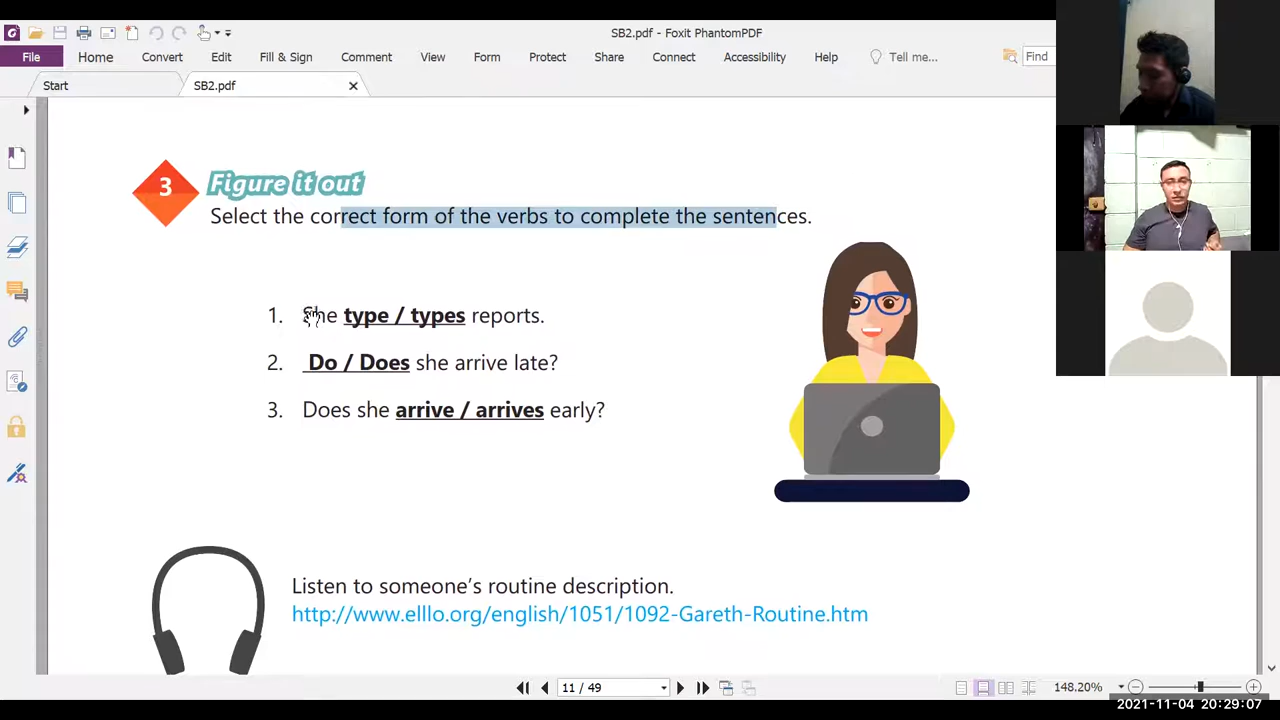 SB2.pdf - Foxit PhantomPDF
File Home Convert Edit Fill & Sign Comment View Form Protect Share Connect Accessibility Help Tell me... Find
Start SB2.pdf
3 Figure it out
Select the correct form of the verbs to complete the sentences.
1. She type / types reports.
2. Do / Does she arrive late?
3. Does she arrive / arrives early?
Listen to someone's routine description.
http://www.elllo.org/english/1051/1092-Gareth-Routine.htm
11 / 49 148.20%
2021-11-04 20:29:07